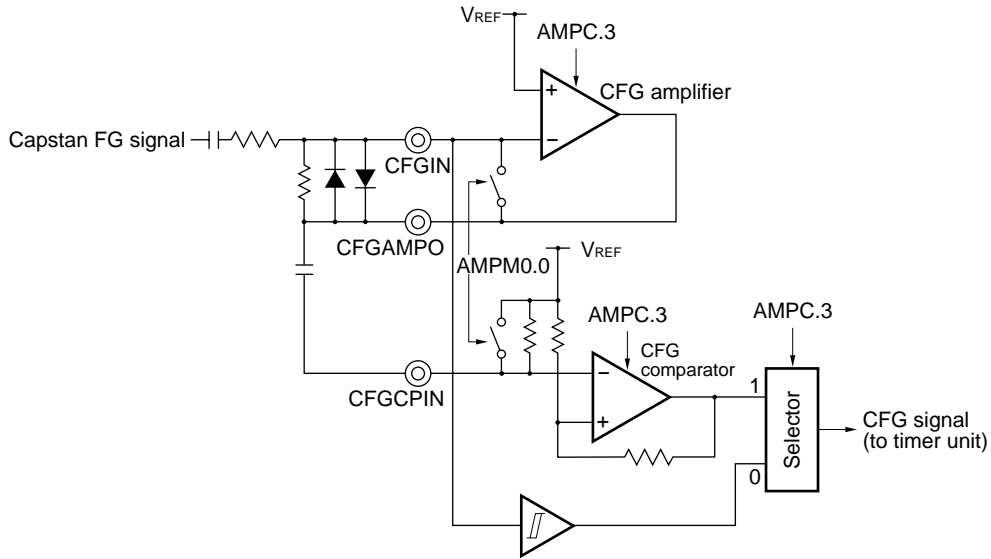 VREF
AMPC.3
+
CFG amplifier
Capstan FG signal
−
CFGIN
CFGAMPO
AMPM0.0
VREF
AMPC.3
AMPC.3
CFG
comparator
−
CFGCPIN
1
+
Selector
CFG signal
(to timer unit)
0